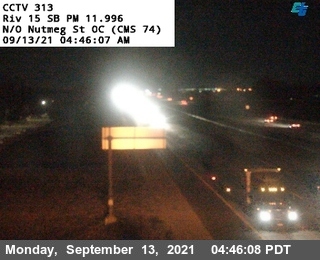 CCTV 313
Riv 15 SB PM 11.996
N/O Nutmeg St OC (CMS 74)
09/13/21 04:46:07 AM
Monday, September 13, 2021 04:46:08 PDT